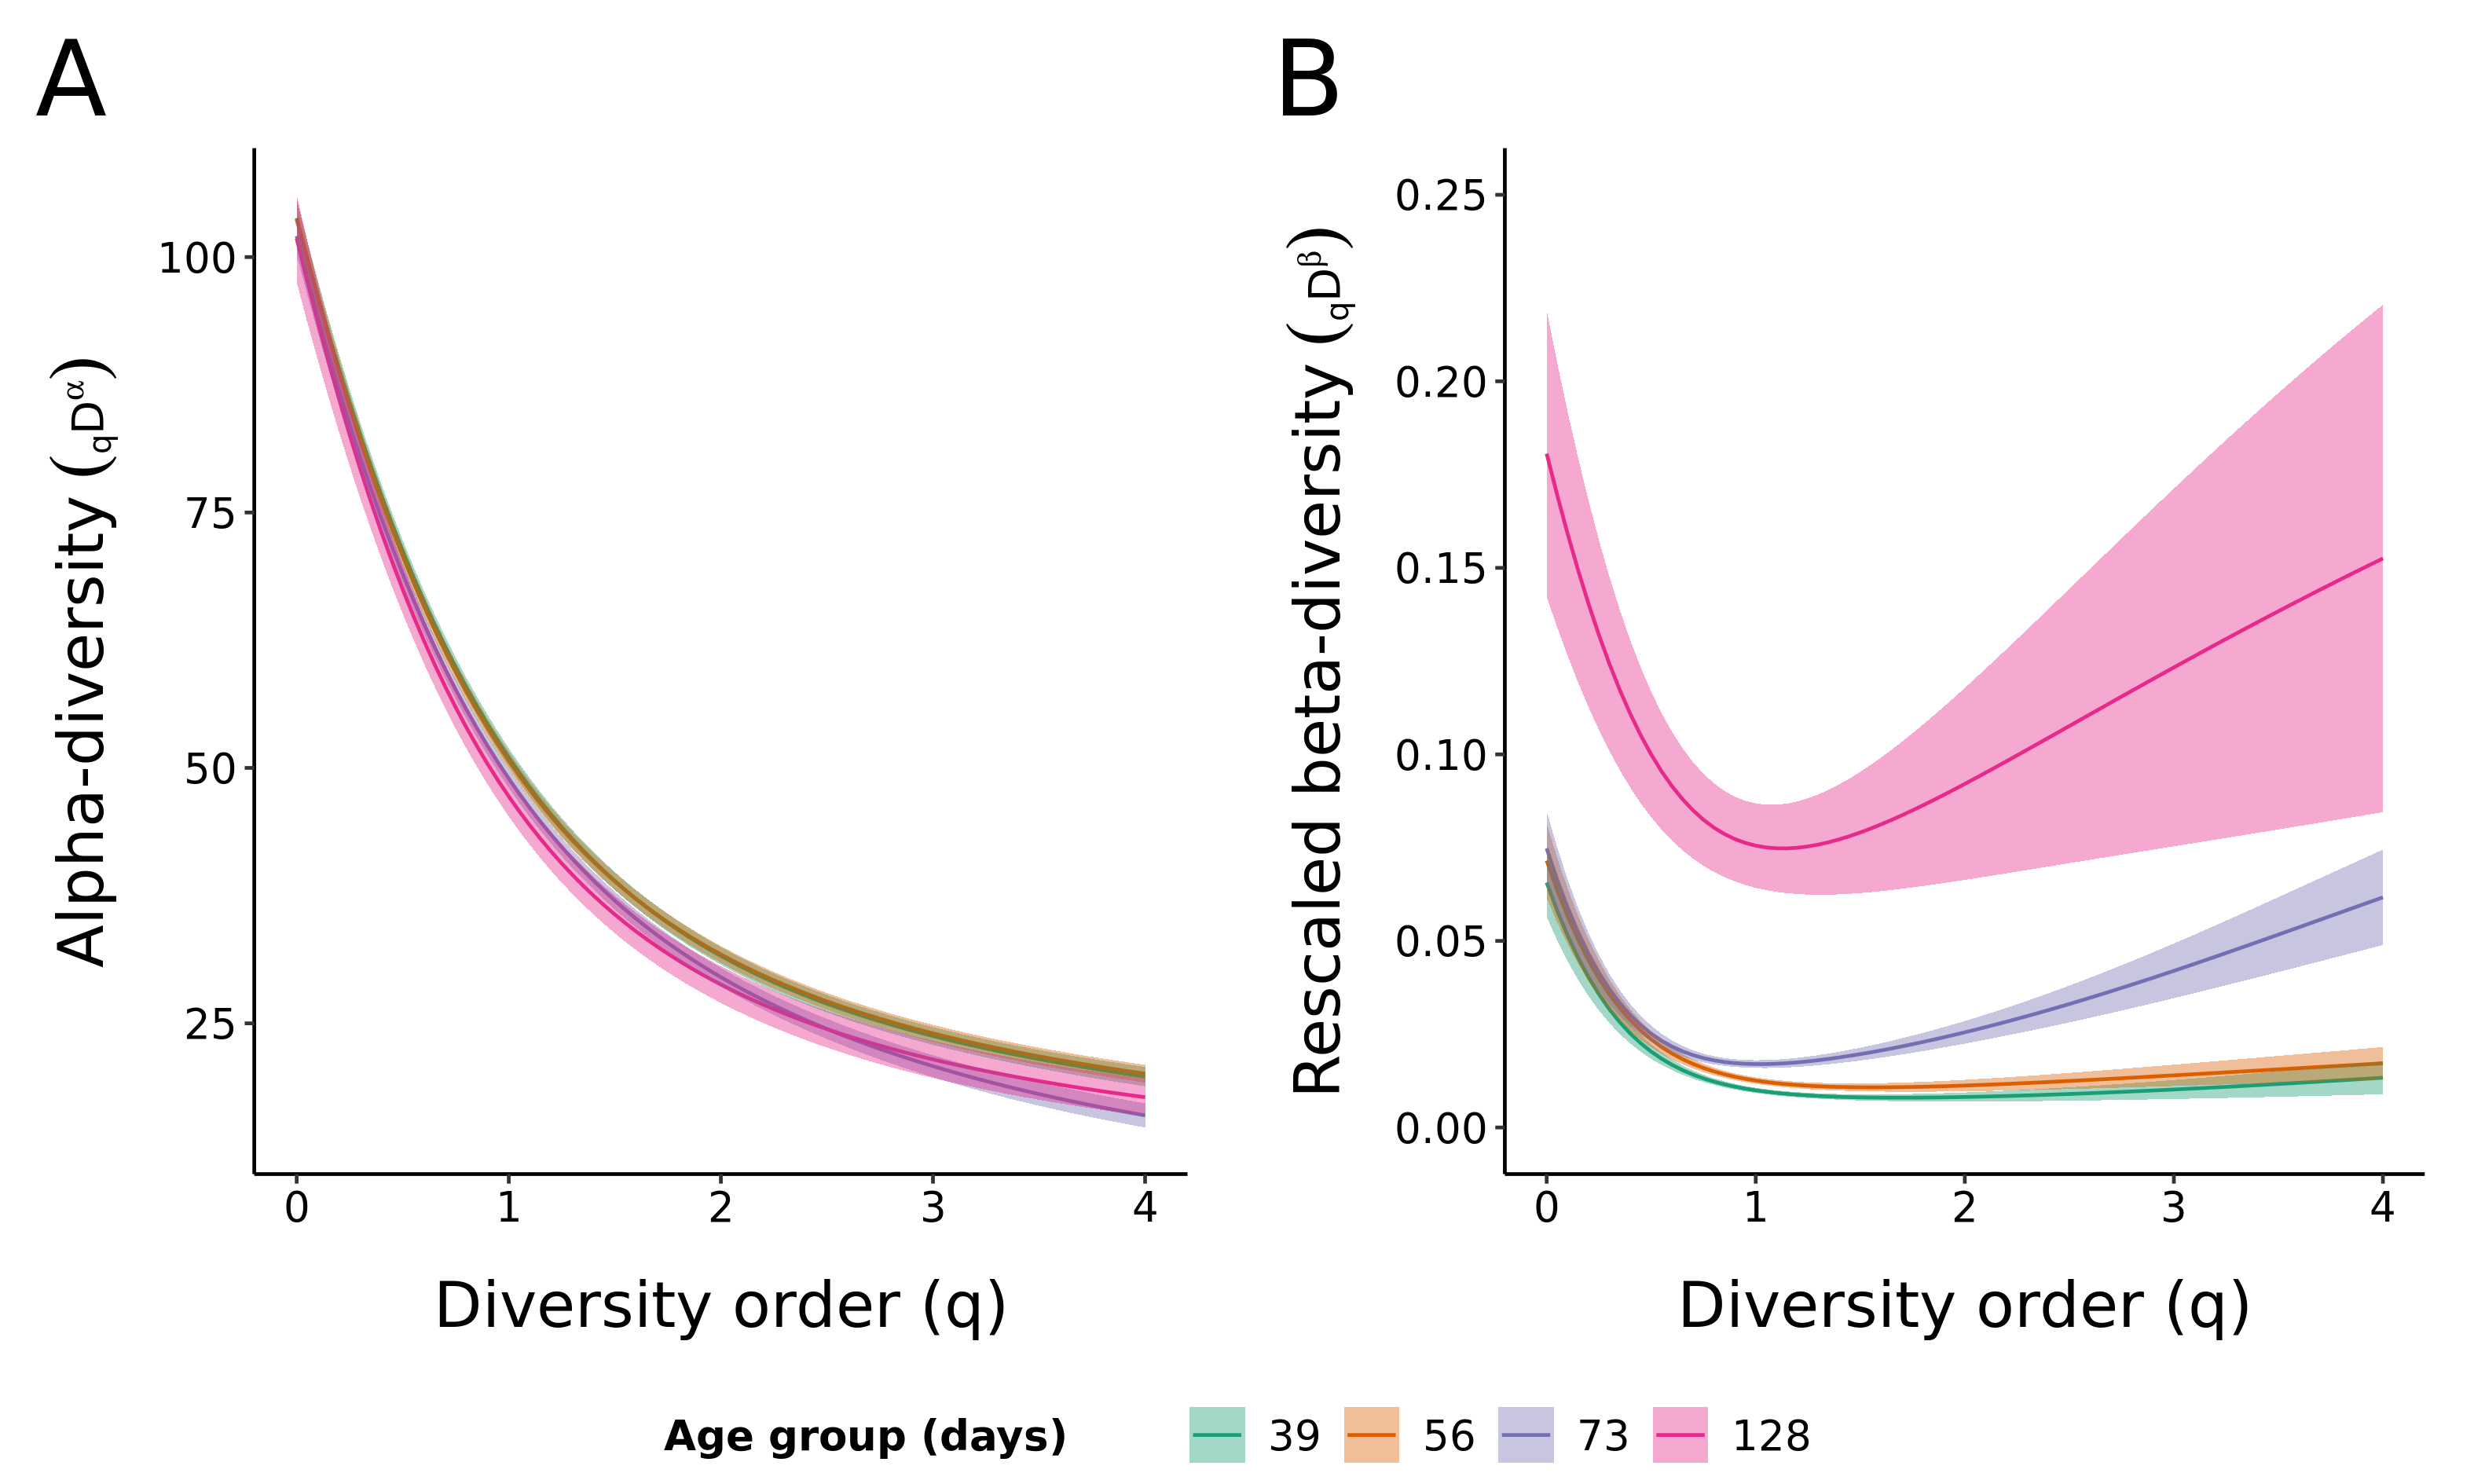 A
B
Alpha-diversity (qDα)
100
75
50
25
0 1 2 3 4
Diversity order (q)
Rescaled beta-diversity (qDβ)
0.25
0.20
0.15
0.10
0.05
0.00
0 1 2 3 4
Diversity order (q)
Age group (days) 39 56 73 128